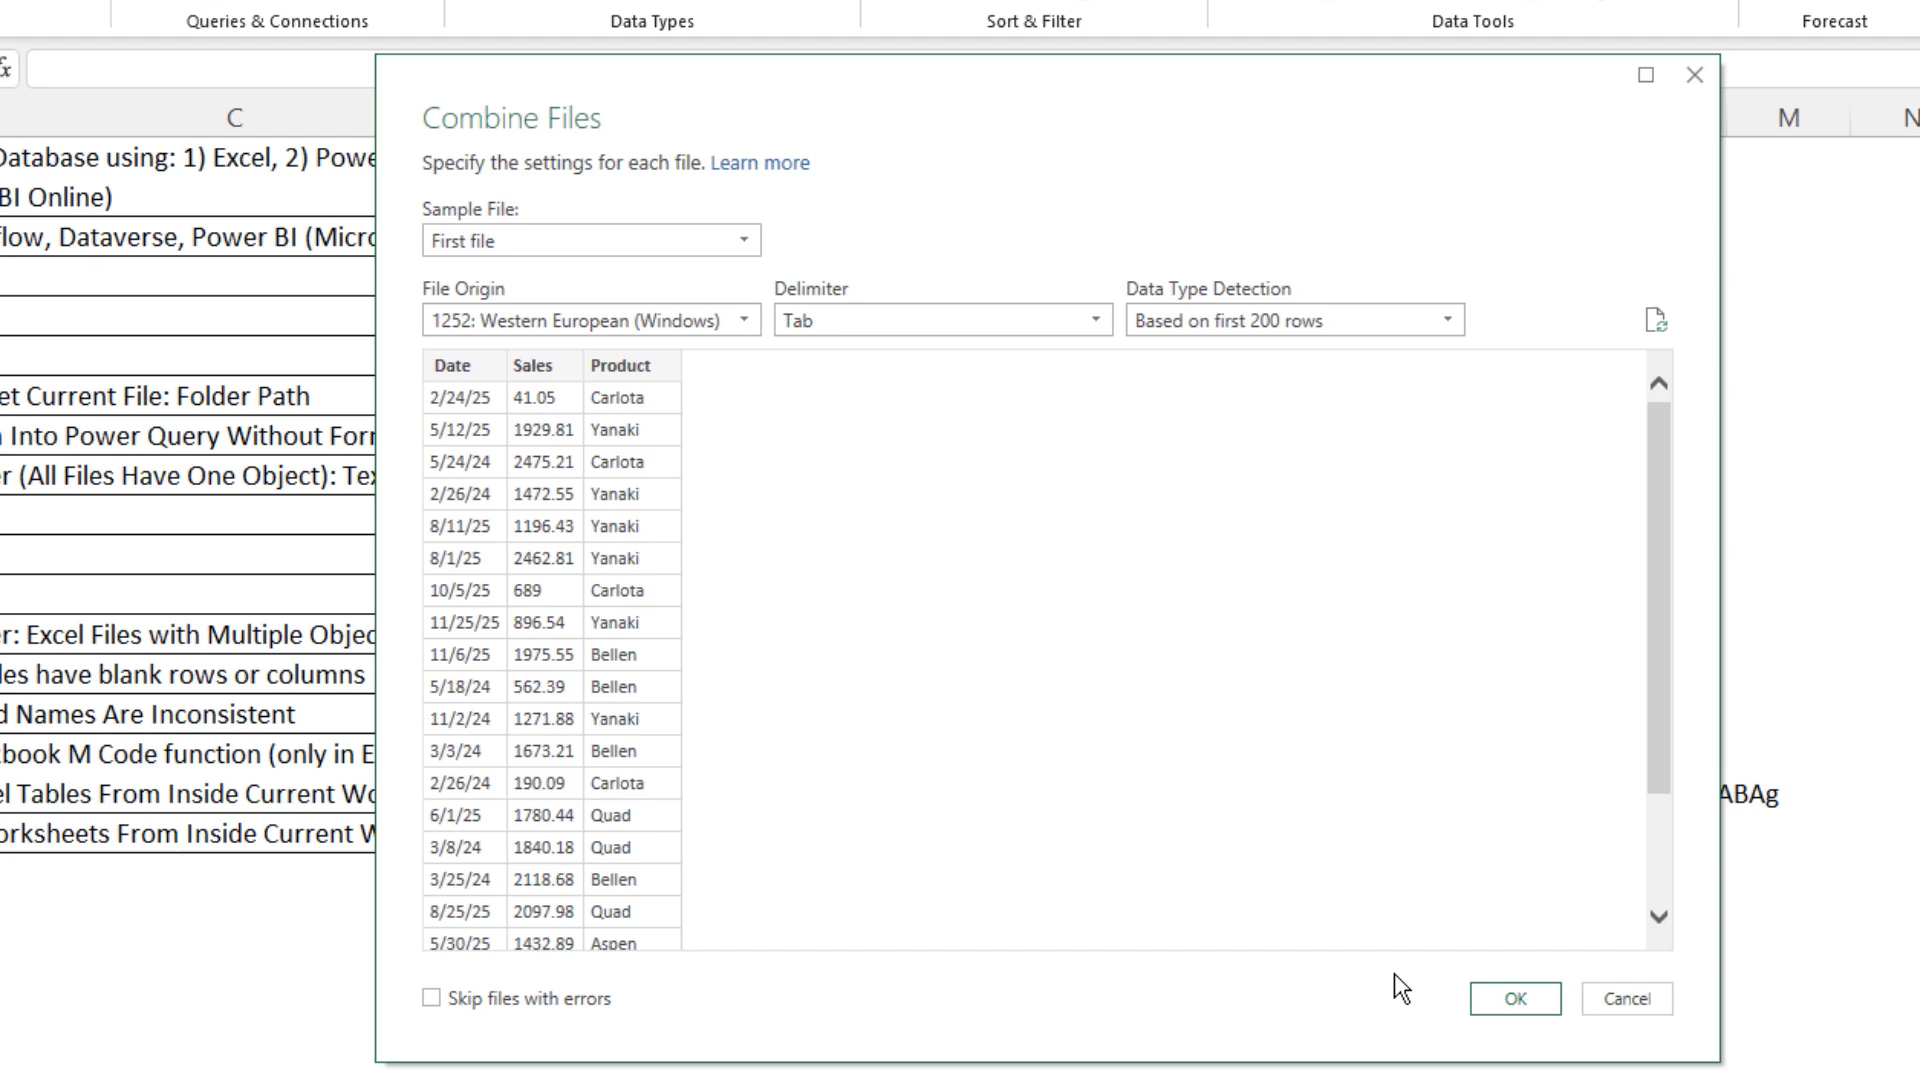 Queries & Connections
Data Types
Sort & Filter
Data Tools
Forecast
fx
C
M
N
Database using: 1) Excel, 2) Powe
BI Online)
flow, Dataverse, Power BI (Micro
et Current File: Folder Path
Into Power Query Without For
r (All Files Have One Object): Tex
er: Excel Files with Multiple Objec
les have blank rows or columns
d Names Are Inconsistent
book M Code function (only in E
el Tables From Inside Current Wo
orksheets From Inside Current W
ABAg
Combine Files
Specify the settings for each file. Learn more
Sample File:
First file
File Origin Delimiter Data Type Detection
1252: Western European (Windows) Tab Based on first 200 rows
Date Sales Product
2/24/25 41.05 Carlota
5/12/25 1929.81 Yanaki
5/24/24 2475.21 Carlota
2/26/24 1472.55 Yanaki
8/11/25 1196.43 Yanaki
8/1/25 2462.81 Yanaki
10/5/25 689 Carlota
11/25/25 896.54 Yanaki
11/6/25 1975.55 Bellen
5/18/24 562.39 Bellen
11/2/24 1271.88 Yanaki
3/3/24 1673.21 Bellen
2/26/24 190.09 Carlota
6/1/25 1780.44 Quad
3/8/24 1840.18 Quad
3/25/24 2118.68 Bellen
8/25/25 2097.98 Quad
5/30/25 1432.89 Aspen
Skip files with errors
OK
Cancel